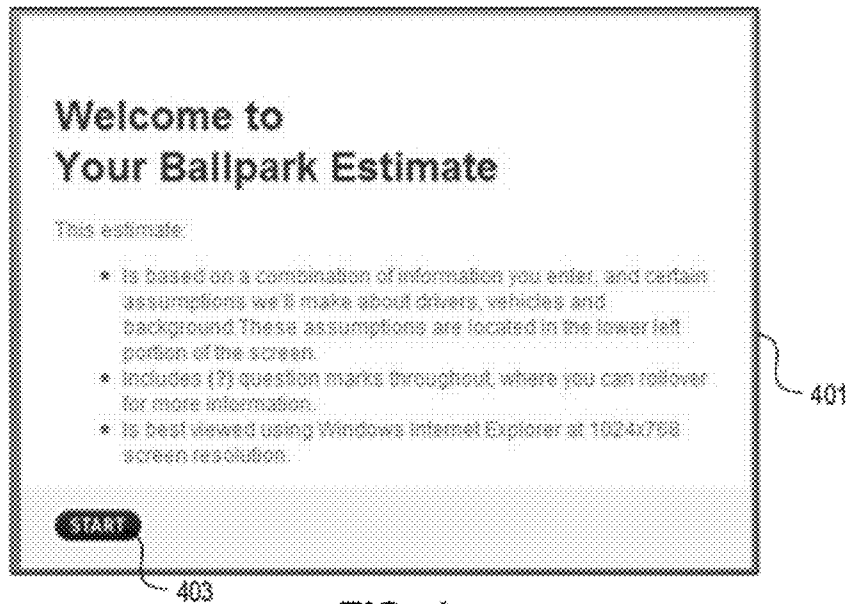 Welcome to
Your Ballpark Estimate
This estimate:
• Is based on a combination of information you enter, and certain
assumptions we'll make about drivers, vehicles and
background.These assumptions are located in the lower left
portion of the screen.
• Includes (?) question marks throughout, where you can rollover
for more information.
• Is best viewed using Windows Internet Explorer at 1024x768
screen resolution.
401
START
403